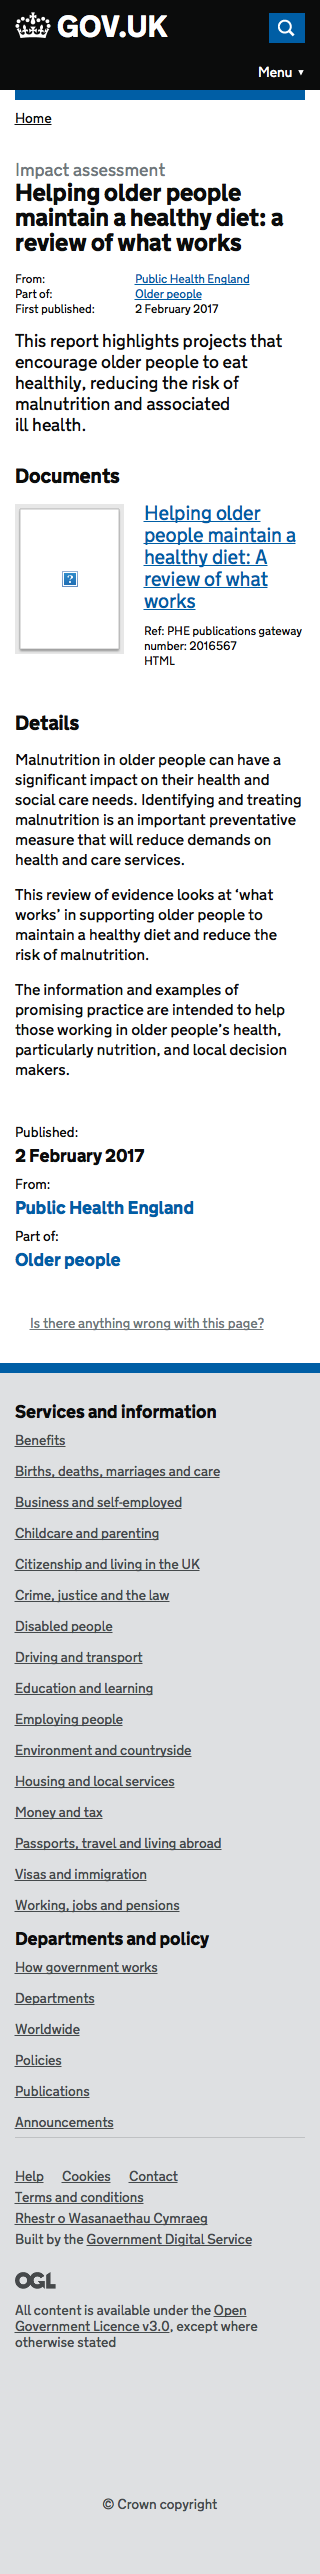 GOV.UK
Menu ▼
Home
Impact assessment
Helping older people
maintain a healthy diet: a
review of what works
From: Public Health England
Part of: Older people
First published: 2 February 2017
This report highlights projects that
encourage older people to eat
healthily, reducing the risk of
malnutrition and associated
ill health.
Documents
?
Helping older
people maintain a
healthy diet: A
review of what
works
Ref: PHE publications gateway
number: 2016567
HTML
Details
Malnutrition in older people can have a
significant impact on their health and
social care needs. Identifying and treating
malnutrition is an important preventative
measure that will reduce demands on
health and care services.
This review of evidence looks at ‘what
works’ in supporting older people to
maintain a healthy diet and reduce the
risk of malnutrition.
The information and examples of
promising practice are intended to help
those working in older people’s health,
particularly nutrition, and local decision
makers.
Published:
2 February 2017
From:
Public Health England
Part of:
Older people
Is there anything wrong with this page?
Services and information
Benefits
Births, deaths, marriages and care
Business and self-employed
Childcare and parenting
Citizenship and living in the UK
Crime, justice and the law
Disabled people
Driving and transport
Education and learning
Employing people
Environment and countryside
Housing and local services
Money and tax
Passports, travel and living abroad
Visas and immigration
Working, jobs and pensions
Departments and policy
How government works
Departments
Worldwide
Policies
Publications
Announcements
Help Cookies Contact
Terms and conditions
Rhestr o Wasanaethau Cymraeg
Built by the Government Digital Service
OGL
All content is available under the Open
Government Licence v3.0, except where
otherwise stated
© Crown copyright